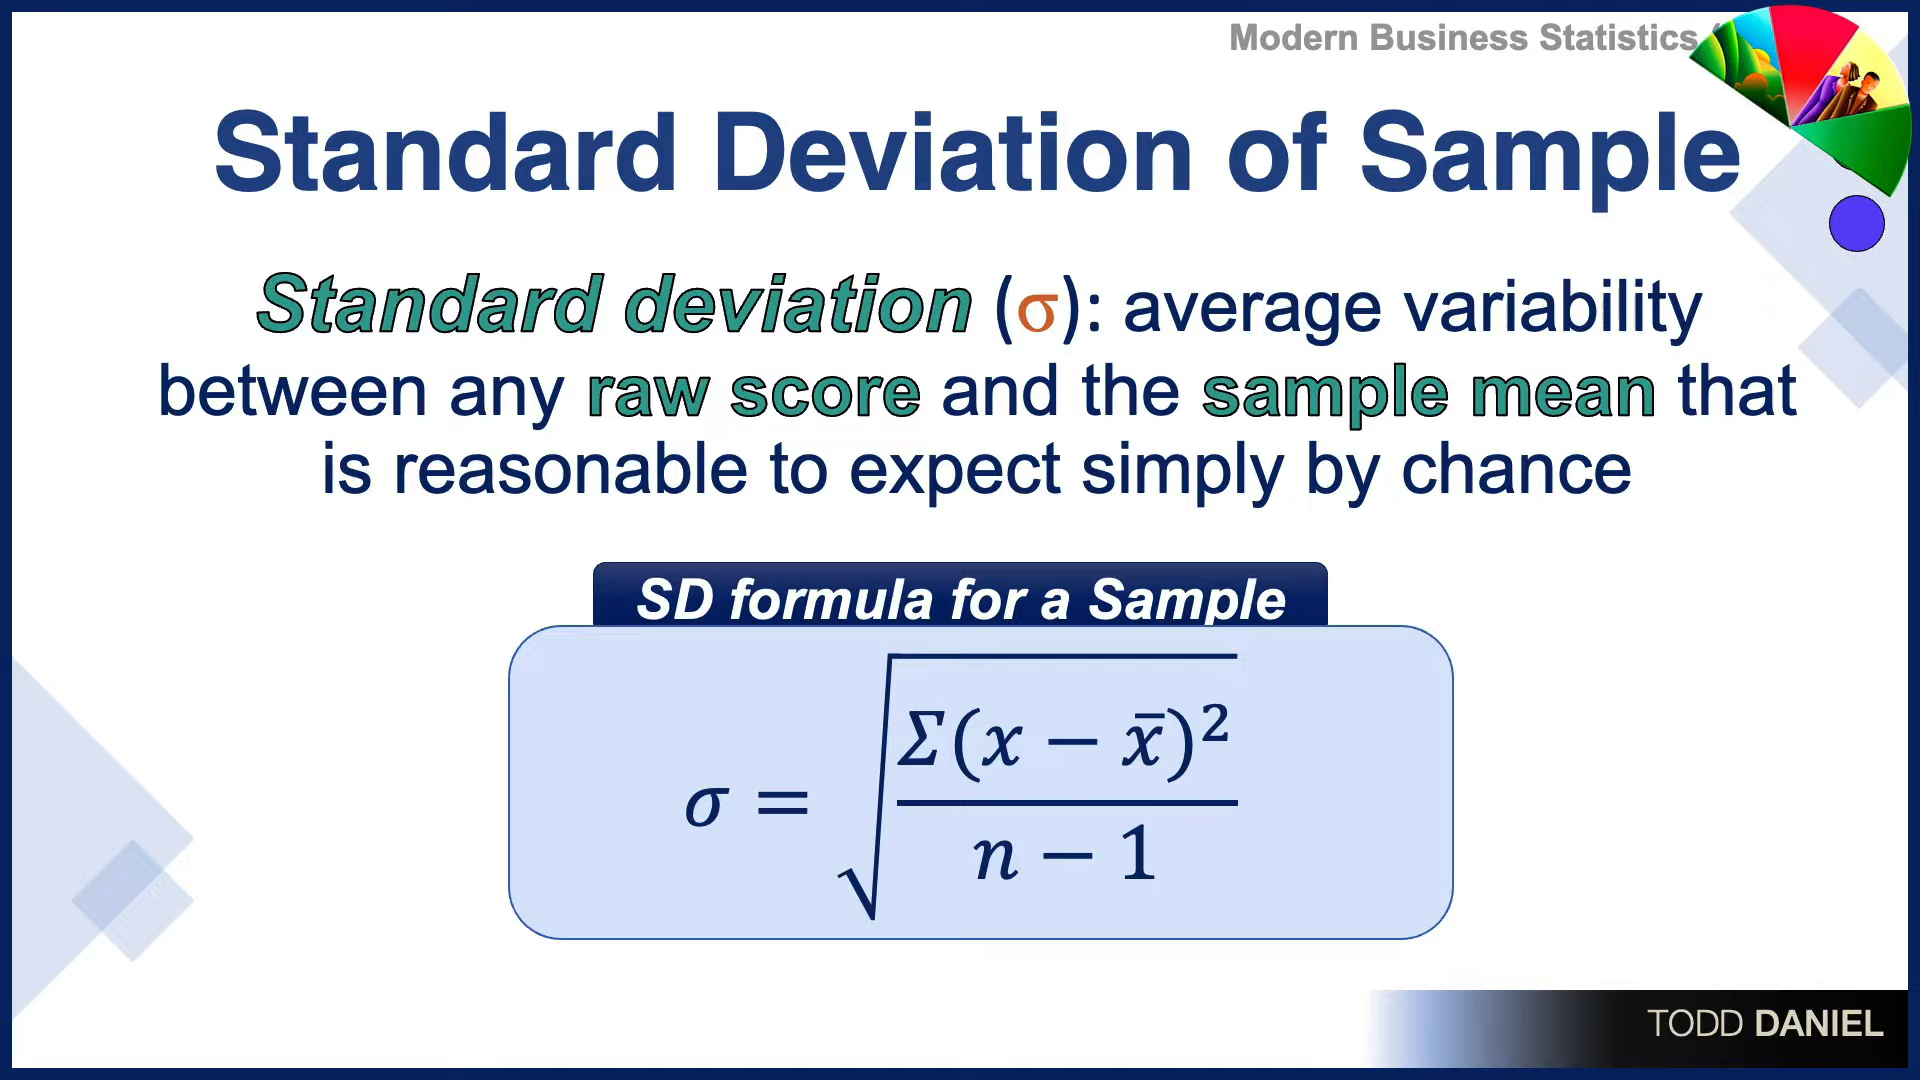 Modern Business Statistics
Standard Deviation of Sample
Standard deviation (σ): average variability
between any raw score and the sample mean that
is reasonable to expect simply by chance
SD formula for a Sample
σ = √(Σ(x − x̄)² / (n − 1))
TODD DANIEL